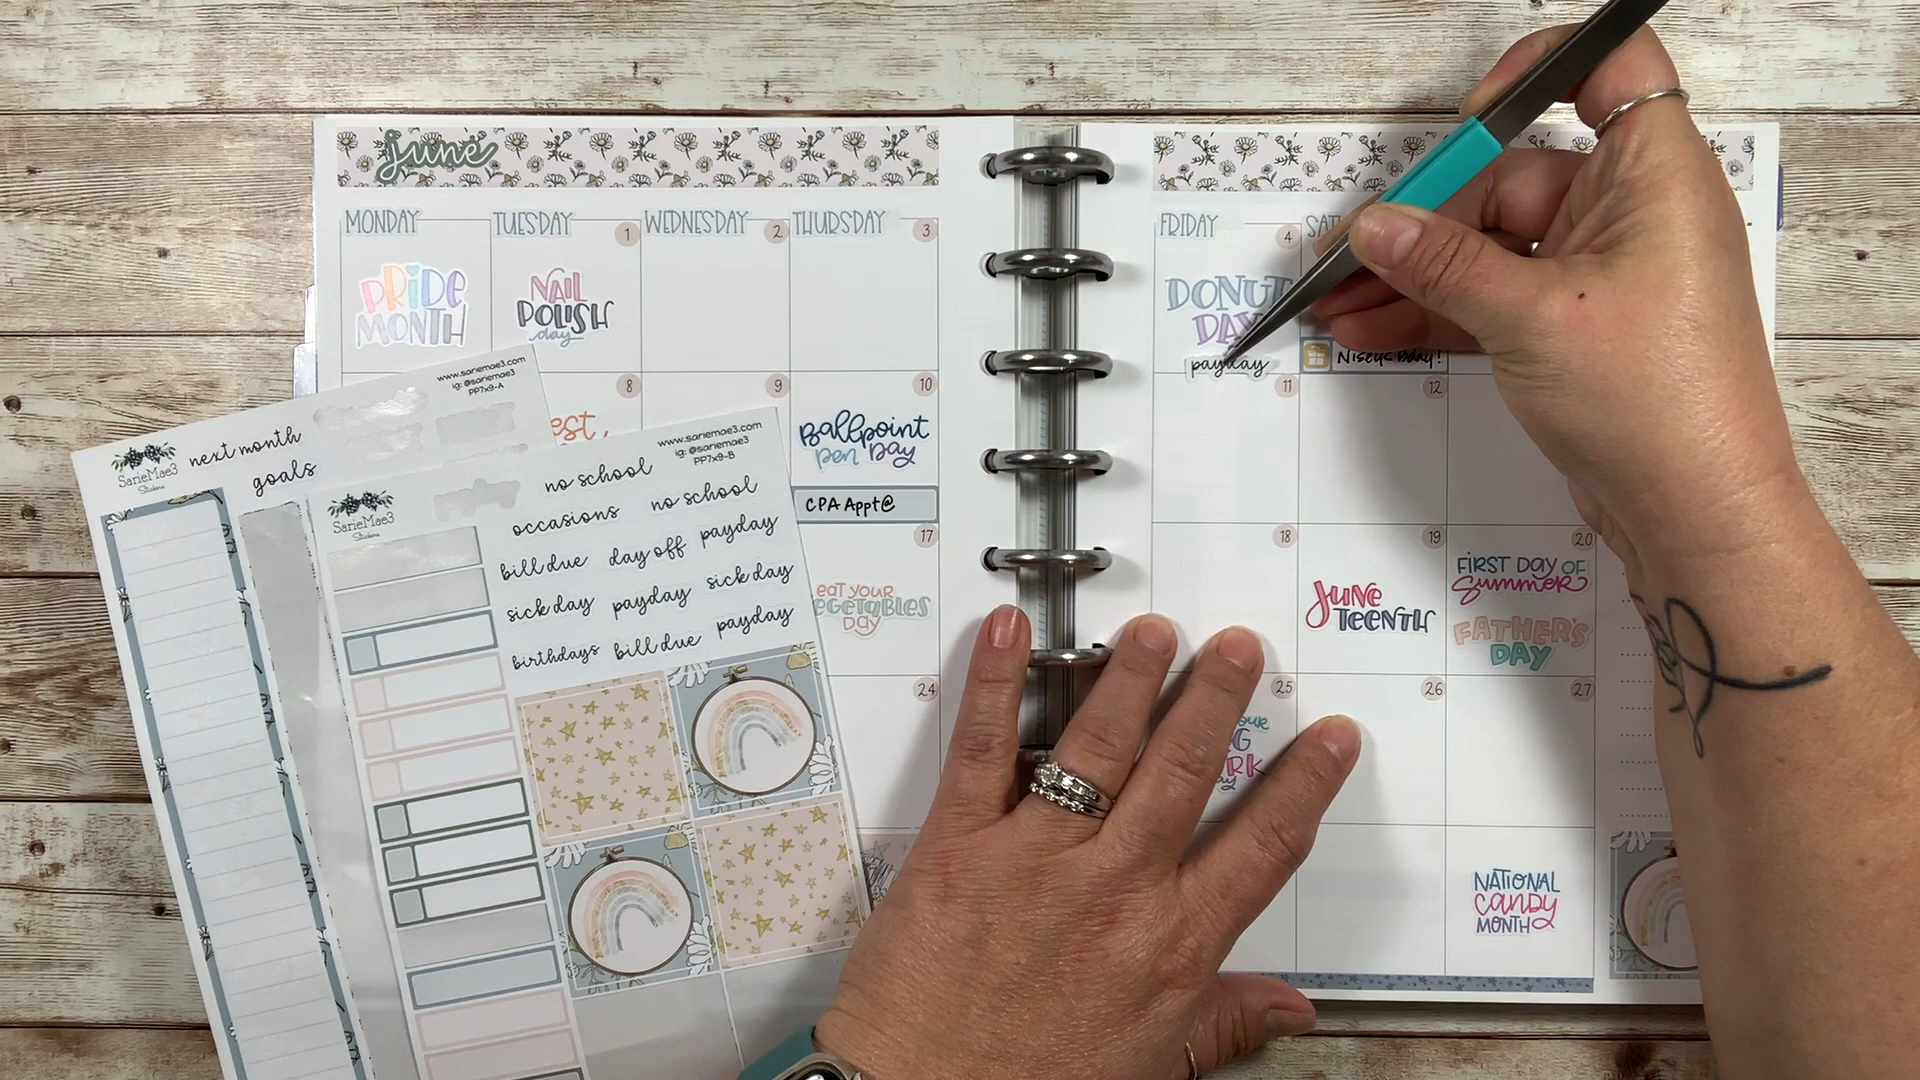 june
MONDAY
TUESDAY
1
WEDNESDAY
2
THURSDAY
3
PRIDE
MONTH
NAIL
POLISH
day
8
9
10
Ballpoint
pen Day
CPA Appt@
17
eat your
VEGETABLES
DAY
24
FRIDAY
4
DONUT
DAY
payday
Niseys Bday!
11
12
18
19
20
JUNE
TEENTH
FIRST DAY OF
Summer
FATHER'S
DAY
25
26
27
NATIONAL
CANDY
MONTH
www.sariemae3.com
ig: @sariemae3
PP7x9-A
SarieMae3
Stickers
next month
goals
www.sariemae3
ig: @sariemae3
PP7x9-B
SarieMae3
Stickers
no school
occasions
no school
bill due
day off
payday
sick day
payday
sick day
birthdays
bill due
payday